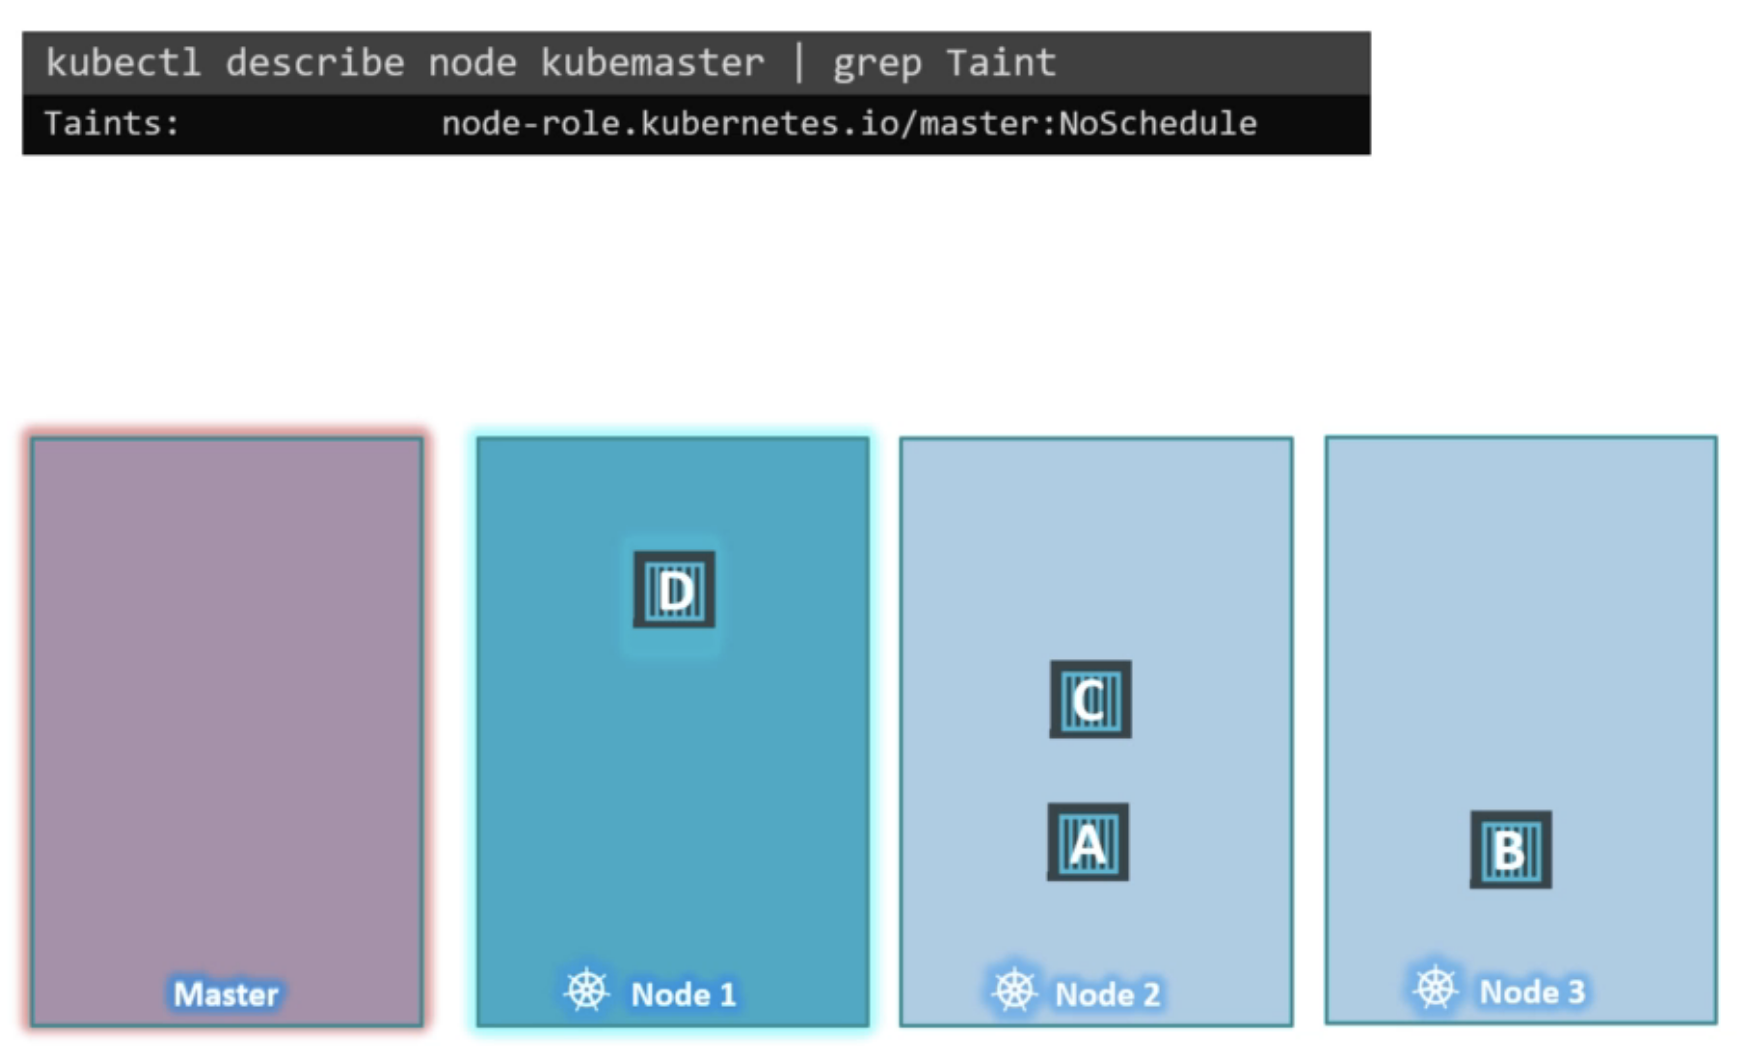 kubectl describe node kubemaster | grep Taint
Taints: node-role.kubernetes.io/master:NoSchedule
D
C
A
B
Master
Node 1
Node 2
Node 3